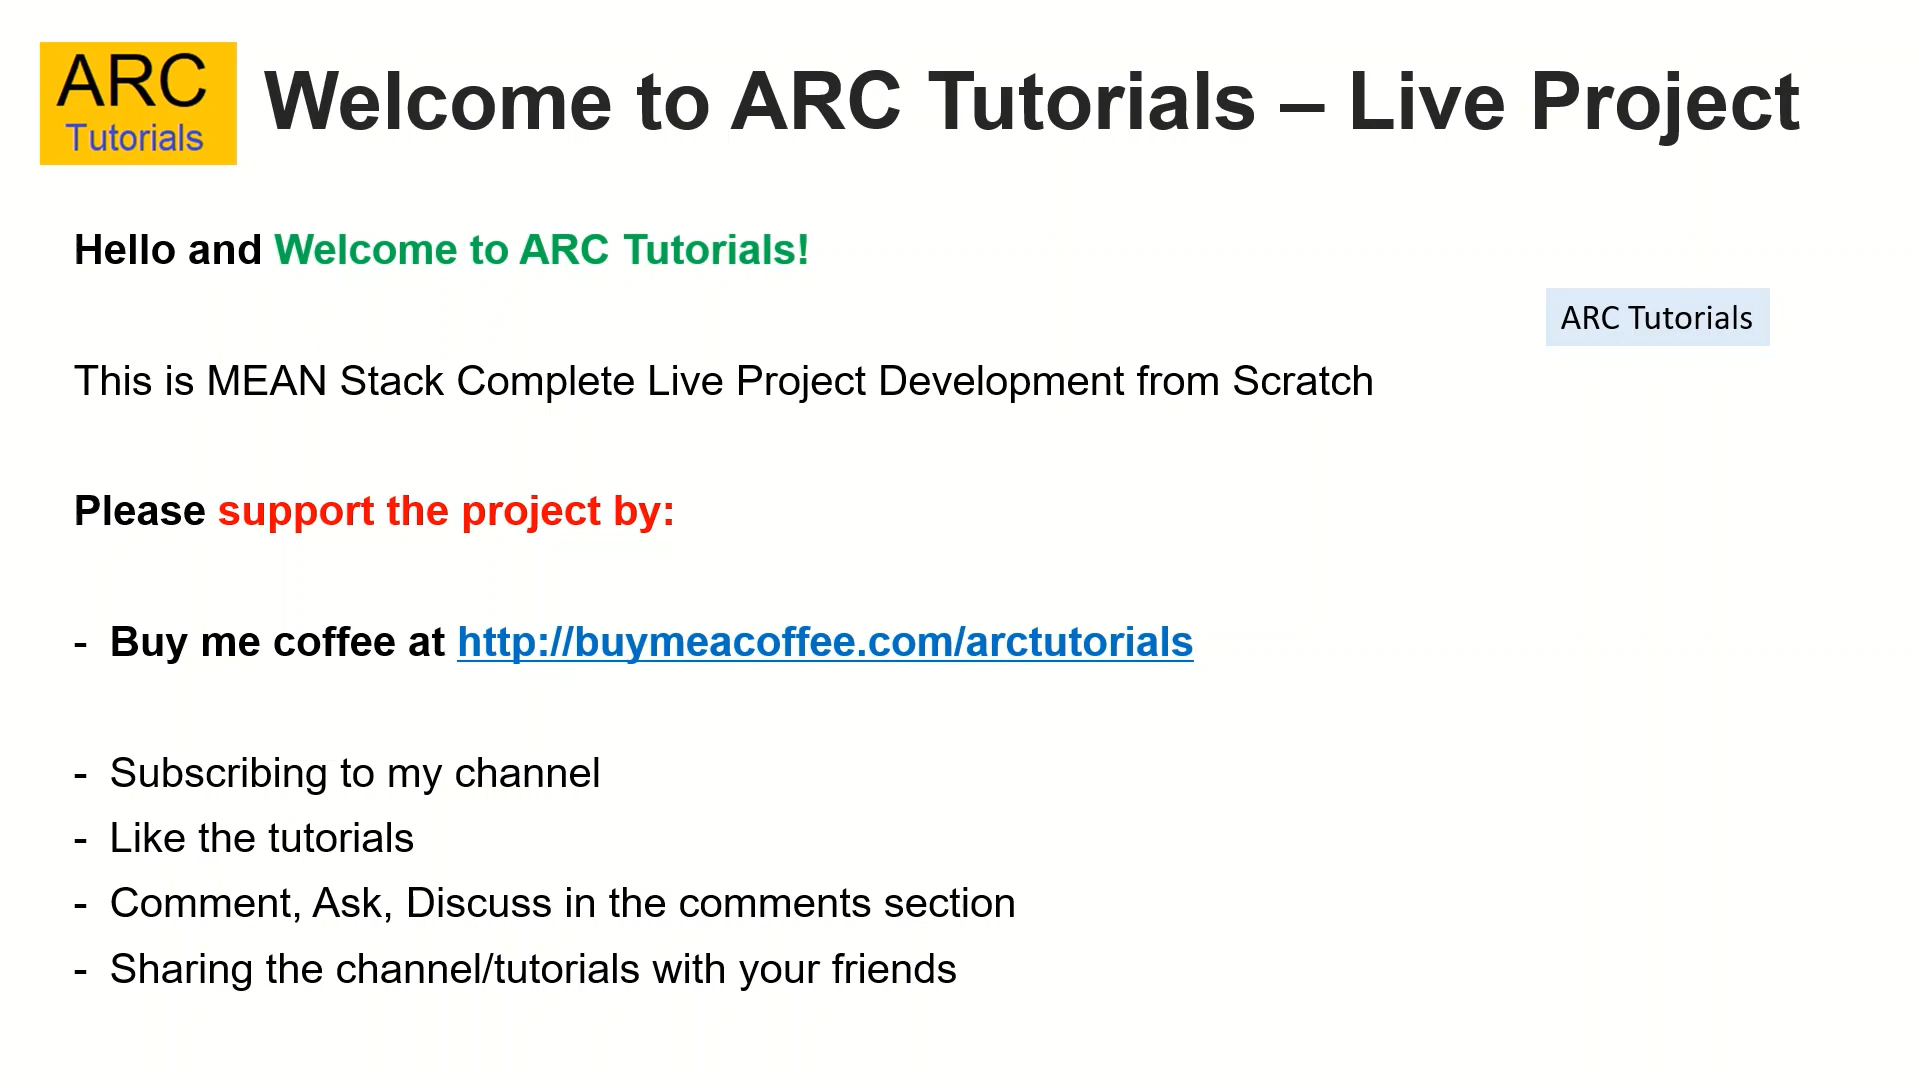 ARC
Tutorials
Welcome to ARC Tutorials – Live Project
Hello and Welcome to ARC Tutorials!
ARC Tutorials
This is MEAN Stack Complete Live Project Development from Scratch
Please support the project by:
- Buy me coffee at http://buymeacoffee.com/arctutorials
- Subscribing to my channel
- Like the tutorials
- Comment, Ask, Discuss in the comments section
- Sharing the channel/tutorials with your friends